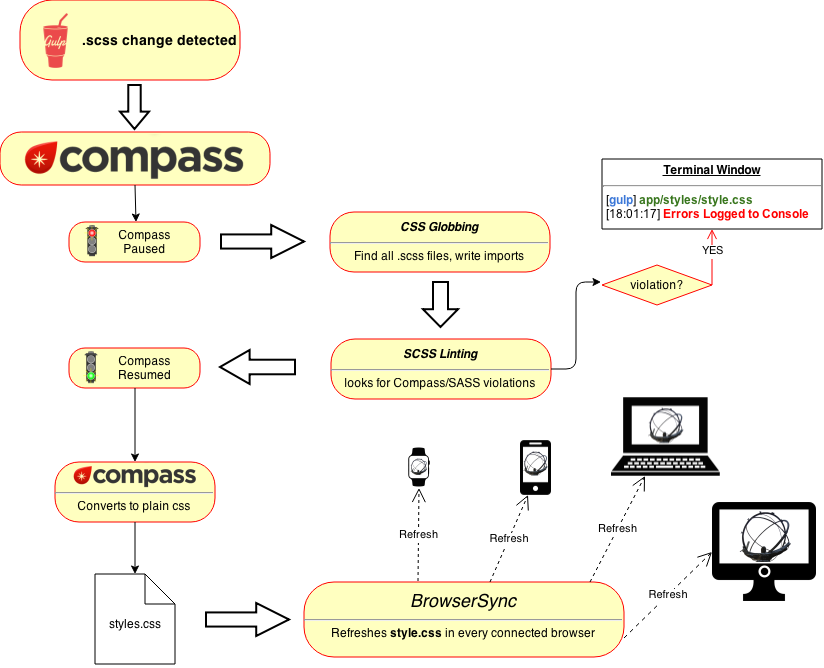 Gulp
.scss change detected
compass
Compass
Paused
CSS Globbing
Find all .scss files, write imports
Terminal Window
[gulp] app/styles/style.css
[18:01:17] Errors Logged to Console
YES
violation?
SCSS Linting
looks for Compass/SASS violations
Compass
Resumed
compass
Converts to plain css
styles.css
Refresh
Refresh
Refresh
Refresh
BrowserSync
Refreshes style.css in every connected browser